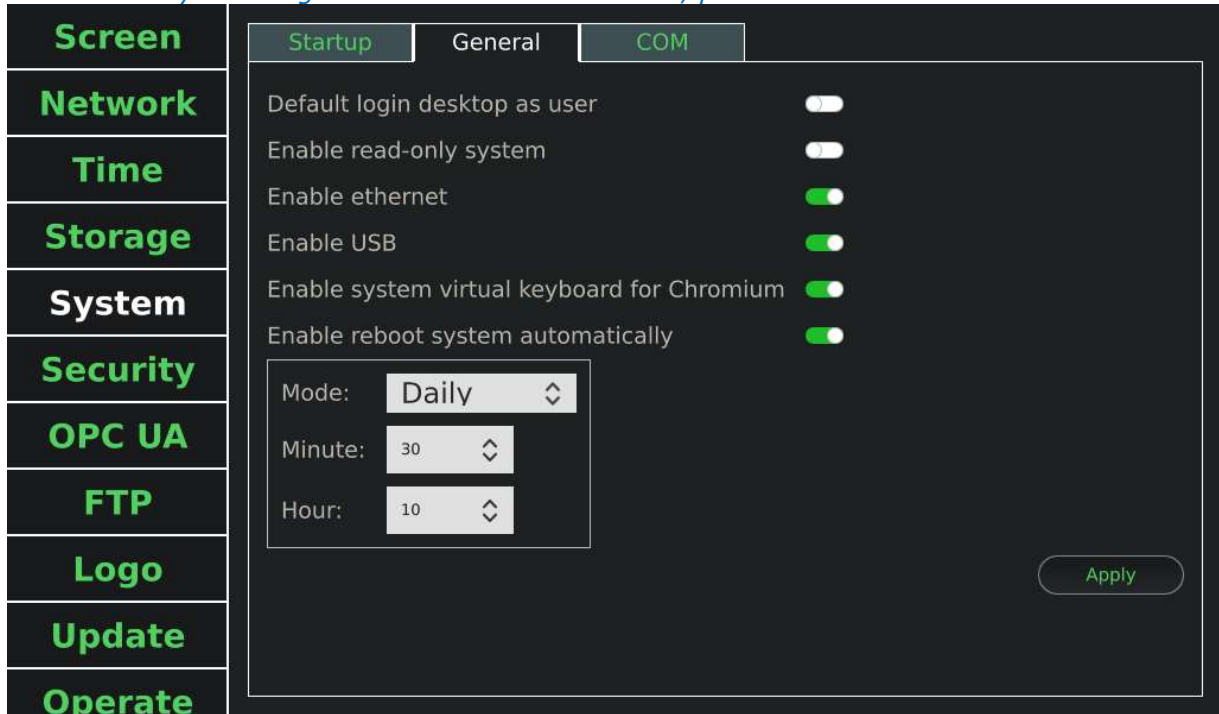 Screen
Network
Time
Storage
System
Security
OPC UA
FTP
Logo
Update
Operate
Startup General COM
Default login desktop as user
Enable read-only system
Enable ethernet
Enable USB
Enable system virtual keyboard for Chromium
Enable reboot system automatically
Mode: Daily
Minute: 30
Hour: 10
Apply